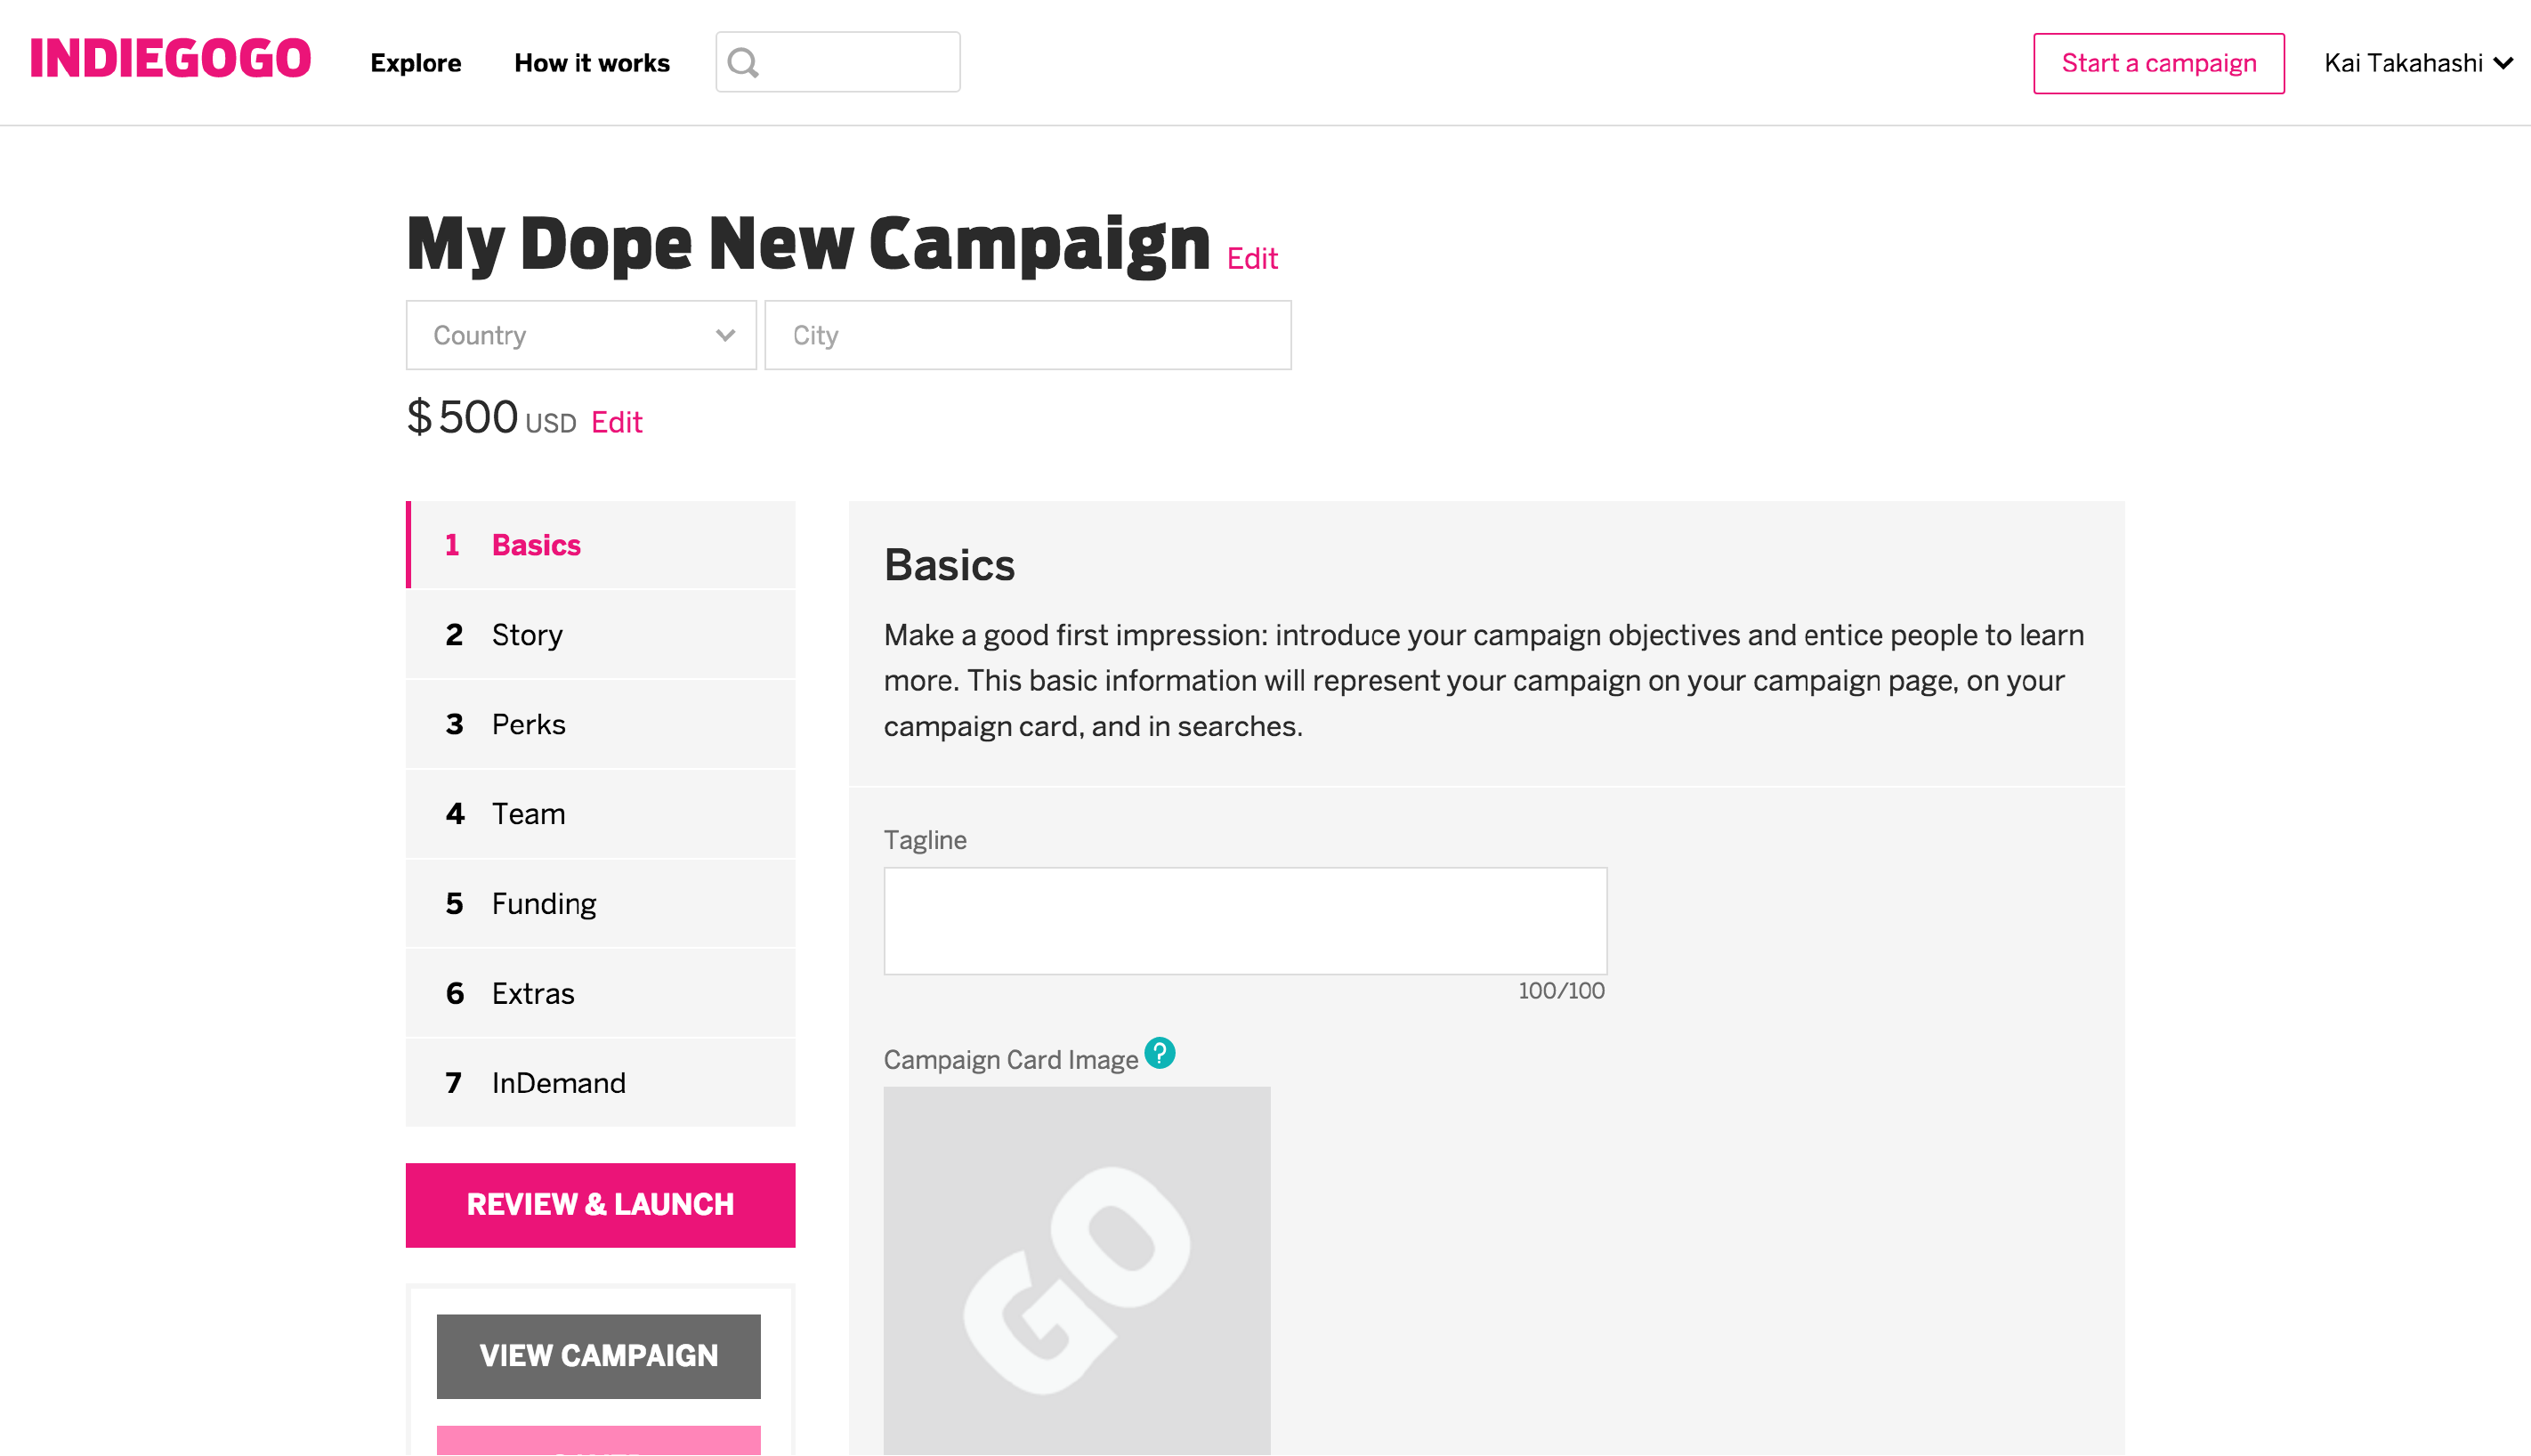 INDIEGOGO Explore How it works Start a campaign Kai Takahashi
My Dope New Campaign Edit
Country City
$500 USD Edit
1 Basics
2 Story
3 Perks
4 Team
5 Funding
6 Extras
7 InDemand
REVIEW & LAUNCH
VIEW CAMPAIGN
Basics
Make a good first impression: introduce your campaign objectives and entice people to learn
more. This basic information will represent your campaign on your campaign page, on your
campaign card, and in searches.
Tagline
100/100
Campaign Card Image ?
GO